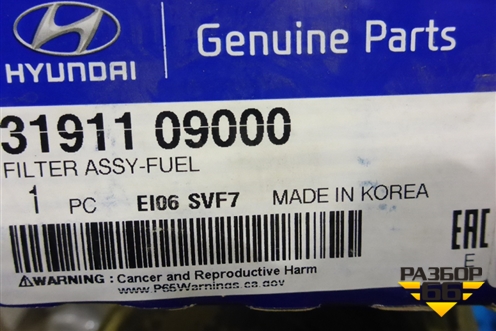 HYUNDAI
Genuine Parts
31911 09000
FILTER ASSY-FUEL
1 PC EI06 SVF7 MADE IN KOREA
EAC
E
WARNING : Cancer and Reproductive Harm
www.P65Warnings.ca.gov
РАЗБОР
66